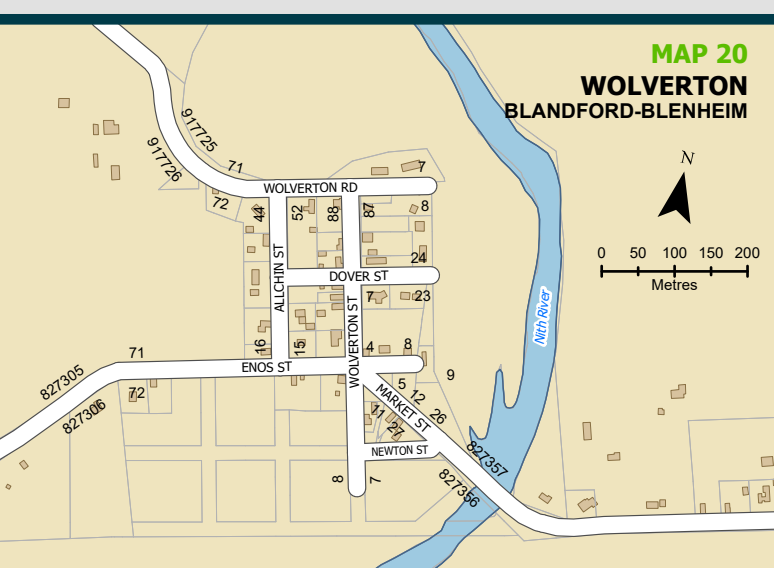 MAP 20
WOLVERTON
BLANDFORD-BLENHEIM
N
0 50 100 150 200
Metres
Nith River
917725
917726
71
72
WOLVERTON RD
7
8
44
52
88
87
ALLCHIN ST
DOVER ST
24
23
7
WOLVERTON ST
16
15
4
8
71
72
ENOS ST
827305
827306
9
5
12
26
MARKET ST
11
27
NEWTON ST
8
7
827357
827356